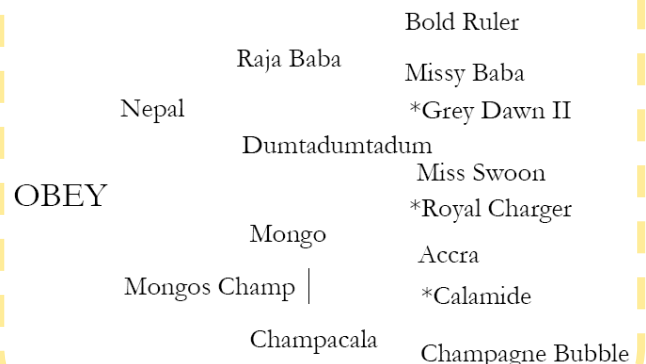 Bold Ruler
Raja Baba
Missy Baba
Nepal
*Grey Dawn II
Dumtadumtadum
Miss Swoon
OBEY
*Royal Charger
Mongo
Accra
Mongos Champ
*Calamide
Champacala
Champagne Bubble